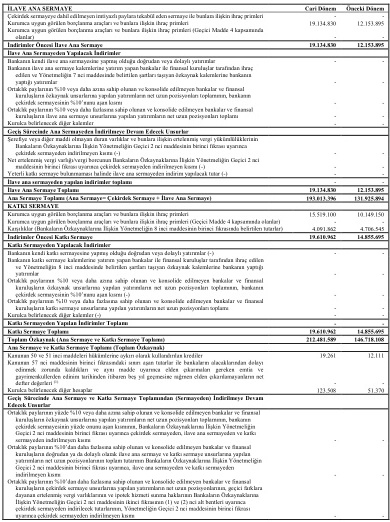 İLAVE ANA SERMAYE Cari Dönem Önceki Dönem
Çekirdek sermayeye dahil edilmeyen imtiyazlı paylara tekabül eden sermaye ile bunlara ilişkin ihraç primleri - -
Kurumca uygun görülen borçlanma araçları ve bunlara ilişkin ihraç primleri 19.134.830 12.153.895
Kurumca uygun görülen borçlanma araçları ve bunlara ilişkin ihraç primleri (Geçici Madde 4 kapsamında
olanlar) - -
İndirimler Öncesi İlave Ana Sermaye 19.134.830 12.153.895
İlave Ana Sermayeden Yapılacak İndirimler
Bankanın kendi ilave ana sermayesine yapmış olduğu doğrudan veya dolaylı yatırımlar - -
Bankanın ilave ana sermaye kalemlerine yatırım yapan bankalar ile finansal kuruluşlar tarafından ihraç
edilen ve Yönetmeliğin 7 nci maddesinde belirtilen şartları taşıyan özkaynak kalemlerine bankanın
yaptığı yatırımlar - -
Ortaklık paylarının %10 veya daha azına sahip olunan ve konsolide edilmeyen bankalar ve finansal
kuruluşların özkaynak unsurlarına yapılan yatırımların net uzun pozisyonları toplamının, bankanın
çekirdek sermayesinin %10'nunu aşan kısmı - -
Ortaklık paylarının %10 veya daha fazlasına sahip olunan ve konsolide edilmeyen bankalar ve finansal
kuruluşların ilave ana sermaye unsurlarına yapılan yatırımların net uzun pozisyonları toplamı - -
Kurulca belirlenecek diğer kalemler - -
Geçiş Sürecinde Ana Sermayeden İndirilmeye Devam Edecek Unsurlar
Şerefiye veya diğer maddi olmayan duran varlıklar ve bunlara ilişkin ertelenmiş vergi yükümlülüklerinin
Bankaların Özkaynaklarına İlişkin Yönetmeliğin Geçici 2 nci maddesinin birinci fıkrası uyarınca
çekirdek sermayeden indirilmeyen kısmı (-) - -
Net ertelenmiş vergi varlığı/vergi borcunun Bankaların Özkaynaklarına İlişkin Yönetmeliğin Geçici 2 nci
maddesinin birinci fıkrası uyarınca çekirdek sermayeden indirilmeyen kısmı (-) - -
Yeterli katkı sermaye bulunmaması halinde ilave ana sermayeden indirim yapılacak tutar (-) - -
İlave ana sermayeden yapılan indirimler toplamı - -
İlave Ana Sermaye Toplamı 19.134.830 12.153.895
Ana Sermaye Toplamı (Ana Sermaye= Çekirdek Sermaye + İlave Ana Sermaye) 193.013.396 131.925.894
KATKI SERMAYE
Kurumca uygun görülen borçlanma araçları ve bunlara ilişkin ihraç primleri 15.519.100 10.149.150
Kurumca uygun görülen borçlanma araçları ve bunlara ilişkin ihraç primleri (Geçici Madde 4 kapsamında olanlar) - -
Karşılıklar (Bankaların Özkaynaklarına İlişkin Yönetmeliğin 8 inci maddesinin birinci fıkrasında belirtilen tutarlar) 4.091.862 4.706.545
İndirimler Öncesi Katkı Sermaye 19.610.962 14.855.695
Katkı Sermayeden Yapılacak İndirimler
Bankanın kendi katkı sermayesine yapmış olduğu doğrudan veya dolaylı yatırımlar (-) - -
Bankanın katkı sermaye kalemlerine yatırım yapan bankalar ile finansal kuruluşlar tarafından ihraç edilen
ve Yönetmeliğin 8 inci maddesinde belirtilen şartları taşıyan özkaynak kalemlerine bankanın yaptığı
yatırımlar - -
Ortaklık paylarının %10 veya daha azına sahip olunan ve konsolide edilmeyen bankalar ve finansal
kuruluşların özkaynak unsurlarına yapılan yatırımların net uzun pozisyonları toplamının, bankanın
çekirdek sermayesinin %10'nunu aşan kısmı (-) - -
Ortaklık paylarının %10 veya daha fazlasına sahip olunan ve konsolide edilmeyen bankalar ve finansal
kuruluşların katkı sermaye unsurlarına yapılan yatırımların net uzun pozisyonları toplamı - -
Kurulca belirlenecek diğer kalemler (-) - -
Katkı Sermayeden Yapılan İndirimler Toplamı - -
Katkı Sermaye Toplamı 19.610.962 14.855.695
Toplam Özkaynak (Ana Sermaye ve Katkı Sermaye Toplamı) 212.481.589 146.718.108
Ana Sermaye ve Katkı Sermaye Toplamı (Toplam Özkaynak)
Kanunun 50 ve 51 inci maddeleri hükümlerine aykırı olarak kullandırılan krediler 19.261 12.111
Kanunun 57 nci maddesinin birinci fıkrasındaki sınırı aşan tutarlar ile bankaların alacaklarından dolayı
edinmek zorunda kaldıkları ve aynı madde uyarınca elden çıkarmaları gereken emtia ve
gayrimenkullerden edinim tarihinden itibaren beş yıl geçmesine rağmen elden çıkarılamayanların net
defter değerleri - -
Kurulca belirlenecek diğer hesaplar 123.508 51.370
Geçiş Sürecinde Ana Sermaye ve Katkı Sermaye Toplamından (Sermayeden) İndirilmeye Devam
Edecek Unsurlar
Ortaklık paylarının yüzde %10 veya daha azına sahip olunan ve konsolide edilmeyen bankalar ve finansal
kuruluşların özkaynak unsurlarına yapılan yatırımların net uzun pozisyonları toplamının, bankanın
çekirdek sermayesinin yüzde onunu aşan kısmının, Bankaların Özkaynaklarına İlişkin Yönetmeliğin
Geçici 2 nci maddesinin birinci fıkrası uyarınca çekirdek sermayeden, ilave ana sermayeden ve katkı
sermayeden indirilmeyen kısmı - -
Ortaklık paylarının %10'dan daha fazlasına sahip olunan ve konsolide edilmeyen bankalar ve finansal
kuruluşların doğrudan ya da dolaylı olarak ilave ana sermaye ve katkı sermaye unsurlarına yapılan
yatırımların net uzun pozisyonlarının toplam tutarının Bankaların Özkaynaklarına İlişkin Yönetmeliğin
Geçici 2 nci maddesinin birinci fıkrası uyarınca, ilave ana sermayeden ve katkı sermayeden
indirilmeyen kısmı - -
Ortaklık paylarının %10'dan daha fazlasına sahip olunan ve konsolide edilmeyen bankalar ve finansal
kuruluşların çekirdek sermaye unsurlarına yapılan yatırımların net uzun pozisyonlarının, geçici farklara
dayanan ertelenmiş vergi varlıklarının ve ipotek hizmeti sunma haklarının Bankaların Özkaynaklarına
İlişkin Yönetmeliğin Geçici 2 nci maddesinin ikinci fıkrasının (1) ve (2) nci alt bentleri uyarınca
çekirdek sermayeden indirilecek tutarlarının, Yönetmeliğin Geçici 2 nci maddesinin birinci fıkrası
uyarınca çekirdek sermayeden indirilmeyen kısmı - -